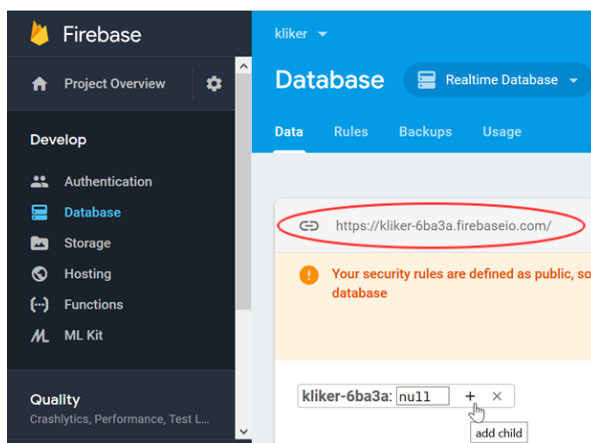 Firebase
Project Overview
Develop
Authentication
Database
Storage
Hosting
Functions
ML Kit
Quality
Crashlytics, Performance, Test L...
kliker
Database Realtime Database
Data Rules Backups Usage
https://kliker-6ba3a.firebaseio.com/
Your security rules are defined as public, so
database
kliker-6ba3a: null + ×
add child